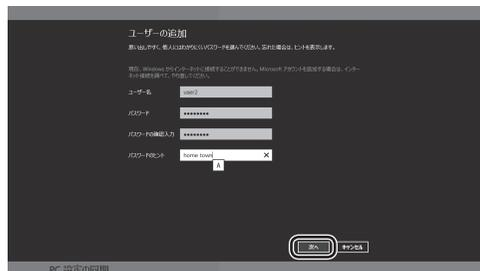 ユーザーの追加
思い出しやすく、他人にはわかりにくいパスワードを選んでください。忘れた場合は、ヒントを表示します。
現在、Windows からインターネットに接続することができません。Microsoft アカウントを追加する場合は、インター
ネット接続を調べて、やり直してください。
ユーザー名 user2
パスワード ••••••••
パスワードの確認入力 ••••••••
パスワードのヒント home town ×
A
次へ キャンセル
PC 設定の同期